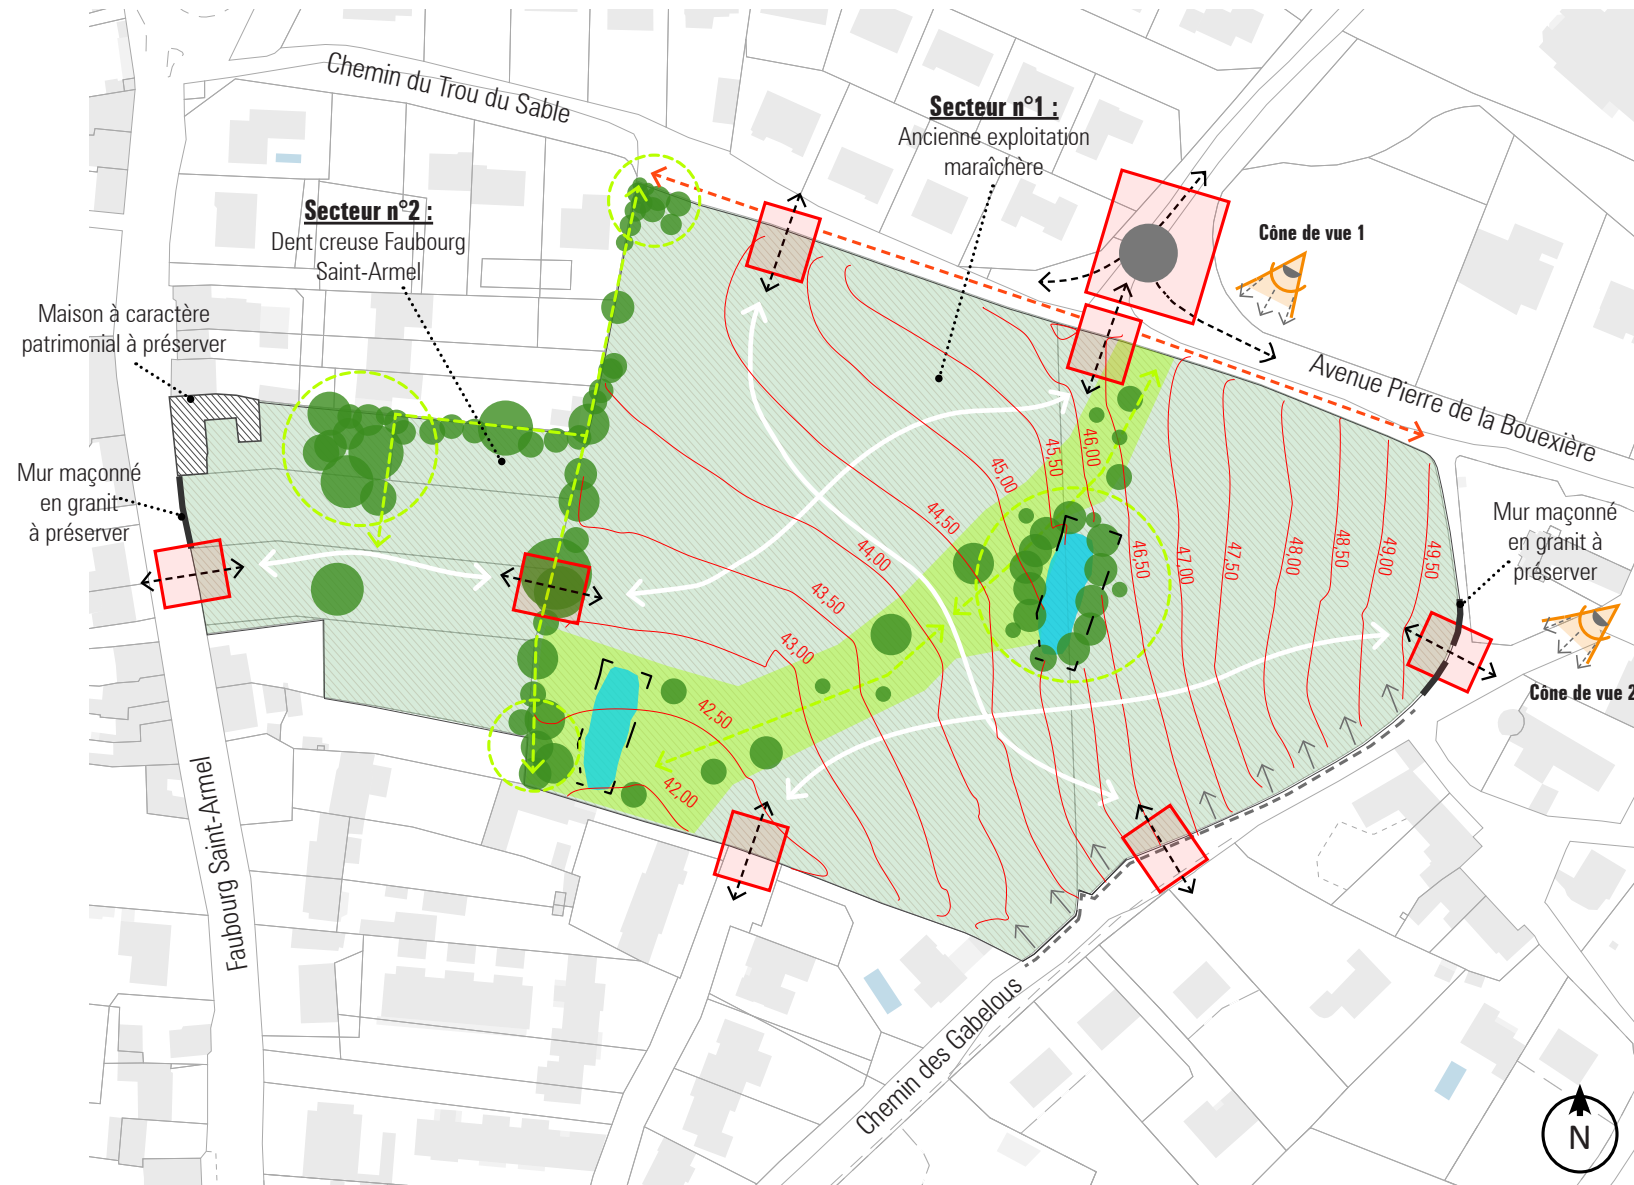 Chemin du Trou du Sable
Secteur n°1 :
Ancienne exploitation
maraîchère
Secteur n°2 :
Dent creuse Faubourg
Saint-Armel
Cône de vue 1
Maison à caractère
patrimonial à préserver
Avenue Pierre de la Bouexière
Mur maçonné
en granit
à préserver
Mur maçonné
en granit à
préserver
Cône de vue 2
42,00
42,50
43,00
43,50
44,00
44,50
45,00
45,50
46,00
46,50
47,00
47,50
48,00
48,50
49,00
49,50
Faubourg Saint-Armel
Chemin des Gabelous
N